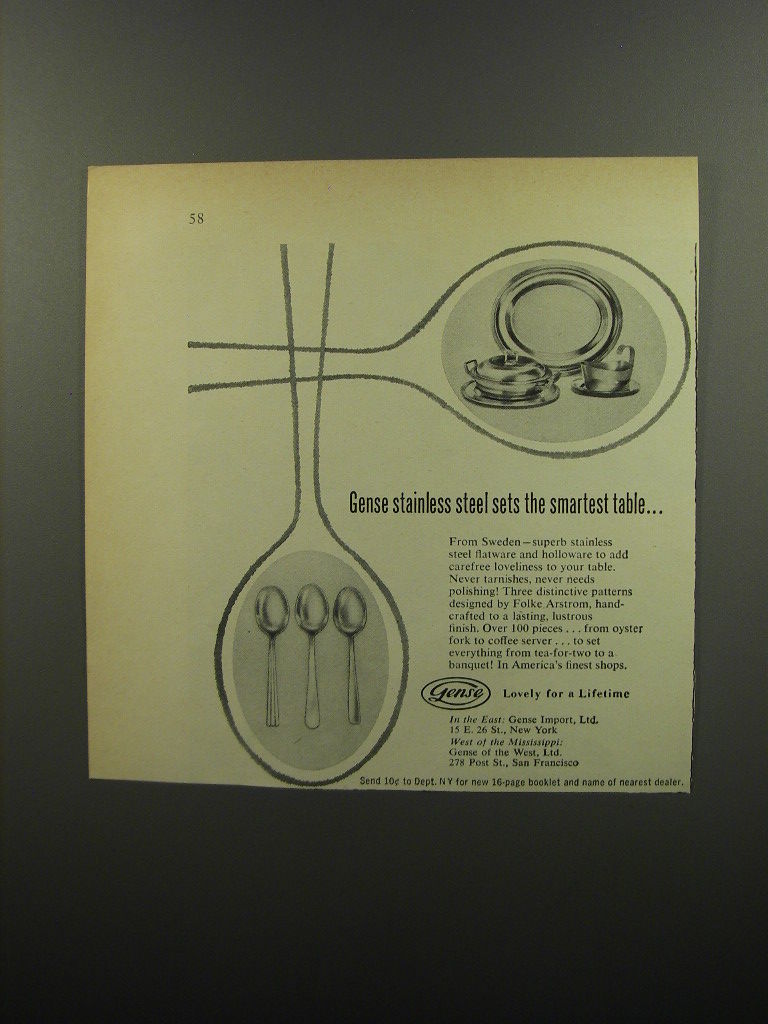 58
Gense stainless steel sets the smartest table...
From Sweden—superb stainless
steel flatware and holloware to add
carefree loveliness to your table.
Never tarnishes, never needs
polishing! Three distinctive patterns
designed by Folke Arstrom, hand-
crafted to a lasting, lustrous
finish. Over 100 pieces . . . from oyster
fork to coffee server . . . to set
everything from tea-for-two to a
banquet! In America's finest shops.
Gense Lovely for a Lifetime
In the East: Gense Import, Ltd.
15 E. 26 St., New York
West of the Mississippi:
Gense of the West, Ltd.
278 Post St., San Francisco
Send 10¢ to Dept. NY for new 16-page booklet and name of nearest dealer.